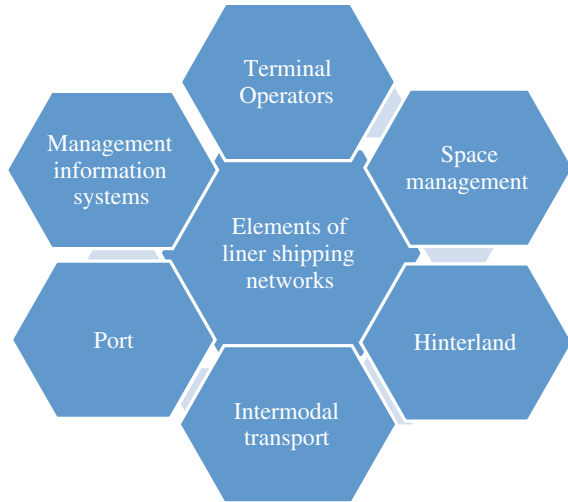 Terminal
Operators
Management
information
systems
Space
management
Elements of
liner shipping
networks
Port
Hinterland
Intermodal
transport